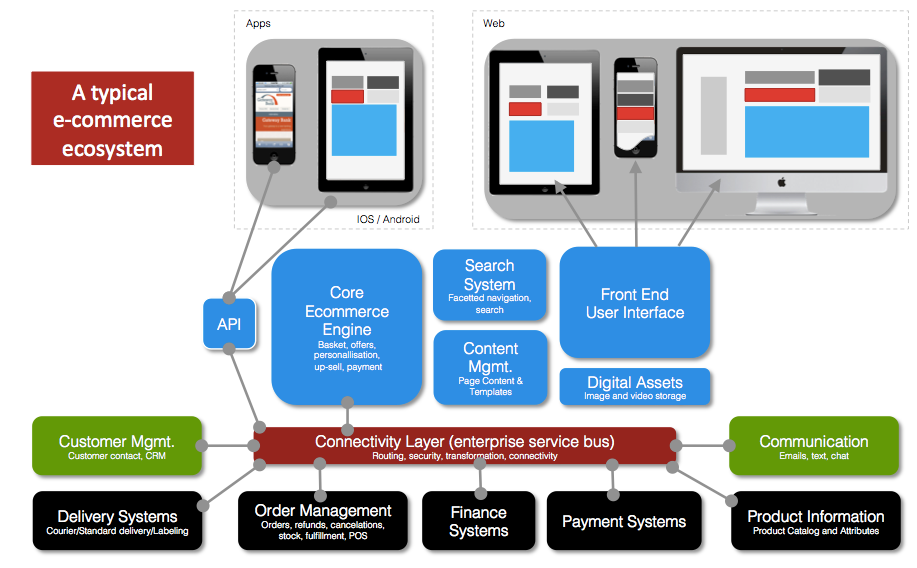 Apps
Web
A typical
e-commerce
ecosystem
Gateway Bank
IOS / Android
API
Core
Ecommerce
Engine
Basket, offers,
personallisation,
up-sell, payment
Search
System
Facetted navigation,
search
Content
Mgmt.
Page Content &
Templates
Front End
User Interface
Digital Assets
Image and video storage
Customer Mgmt.
Customer contact, CRM
Connectivity Layer (enterprise service bus)
Routing, security, transformation, connectivity
Communication
Emails, text, chat
Delivery Systems
Courier/Standard delivery/Labeling
Order Management
Orders, refunds, cancelations,
stock, fulfillment, POS
Finance
Systems
Payment Systems
Product Information
Product Catalog and Attributes